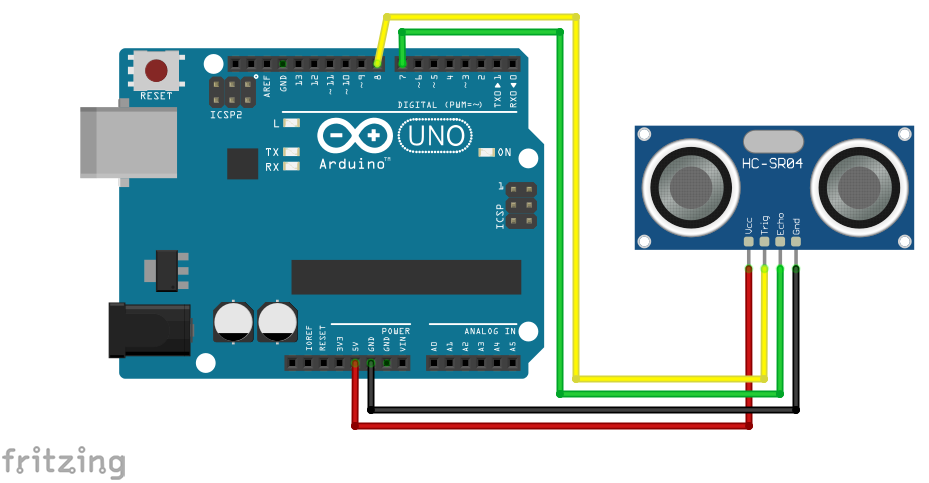 RESET
ICSP2
AREF
GND
13
12
~11
~10
~9
8
7
~6
~5
4
~3
2
TX0▶1
RX0◀0
DIGITAL (PWM=~)
L
TX
RX
Arduino™
UNO
ON
1
ICSP
HC-SR04
Vcc
Trig
Echo
Gnd
IOREF
RESET
3V3
5V
GND
GND
VIN
POWER
ANALOG IN
A0
A1
A2
A3
A4
A5
fritzing